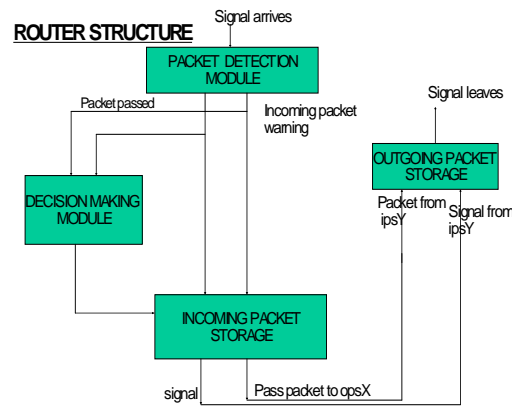 Signal arrives
ROUTER STRUCTURE
PACKET DETECTION
MODULE
Packet passed
Incoming packet
warning
Signal leaves
OUTGOING PACKET
STORAGE
DECISION MAKING
MODULE
Packet from
ipsY
Signal from
ipsY
INCOMING PACKET
STORAGE
signal
Pass packet to opsX